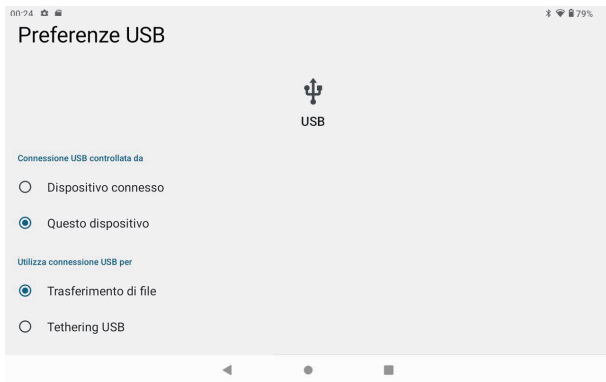 00:24 79%
Preferenze USB
USB
Connessione USB controllata da
Dispositivo connesso
Questo dispositivo
Utilizza connessione USB per
Trasferimento di file
Tethering USB